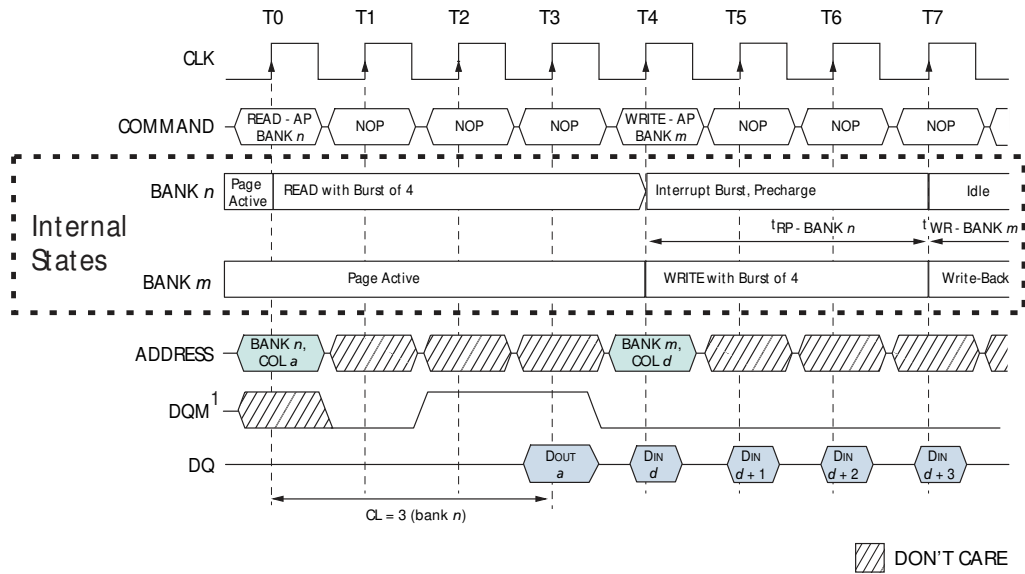 T0 T1 T2 T3 T4 T5 T6 T7
CLK
COMMAND
READ - AP
BANK n
NOP
NOP
NOP
WRITE - AP
BANK m
NOP
NOP
NOP
Internal
States
BANK n
Page
Active
READ with Burst of 4
Interrupt Burst, Precharge
Idle
tRP - BANK n
tWR - BANK m
BANK m
Page Active
WRITE with Burst of 4
Write-Back
ADDRESS
BANK n,
COL a
BANK m,
COL d
DQM1
DQ
DOUT
a
DIN
d
DIN
d + 1
DIN
d + 2
DIN
d + 3
CL = 3 (bank n)
DON'T CARE